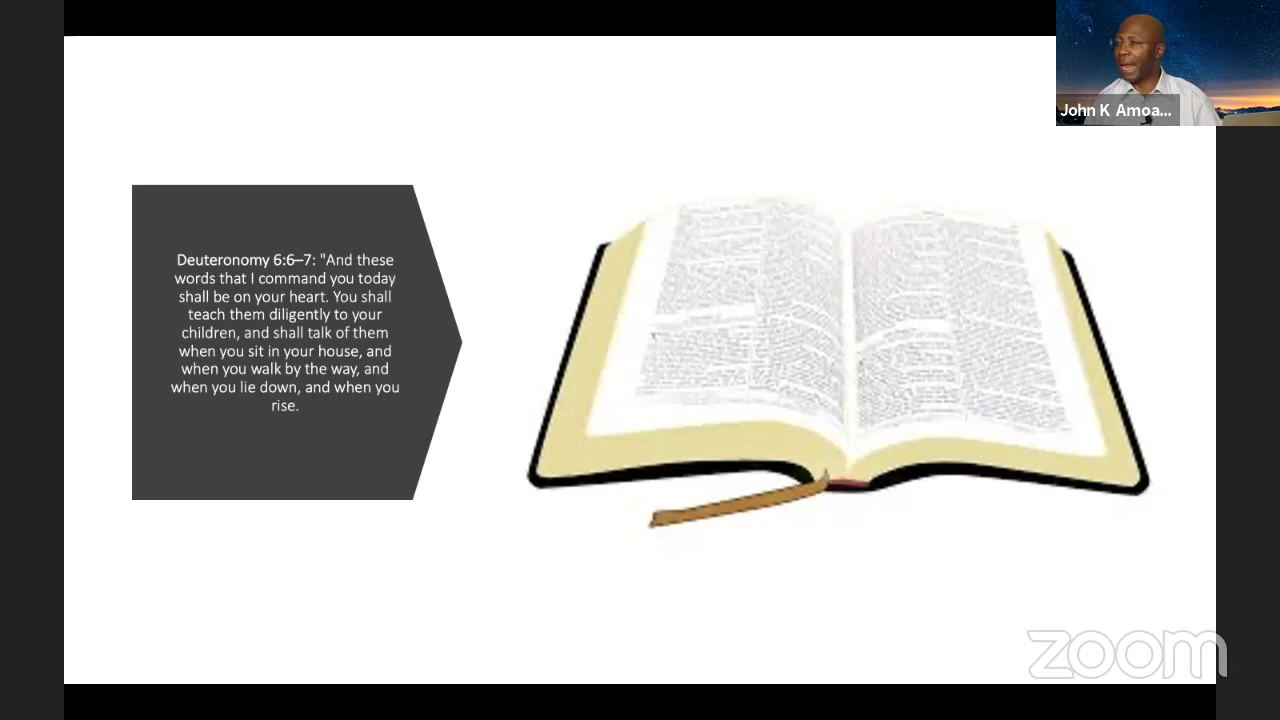 John K Amoa...
Deuteronomy 6:6–7: "And these
words that I command you today
shall be on your heart. You shall
teach them diligently to your
children, and shall talk of them
when you sit in your house, and
when you walk by the way, and
when you lie down, and when you
rise.
zoom